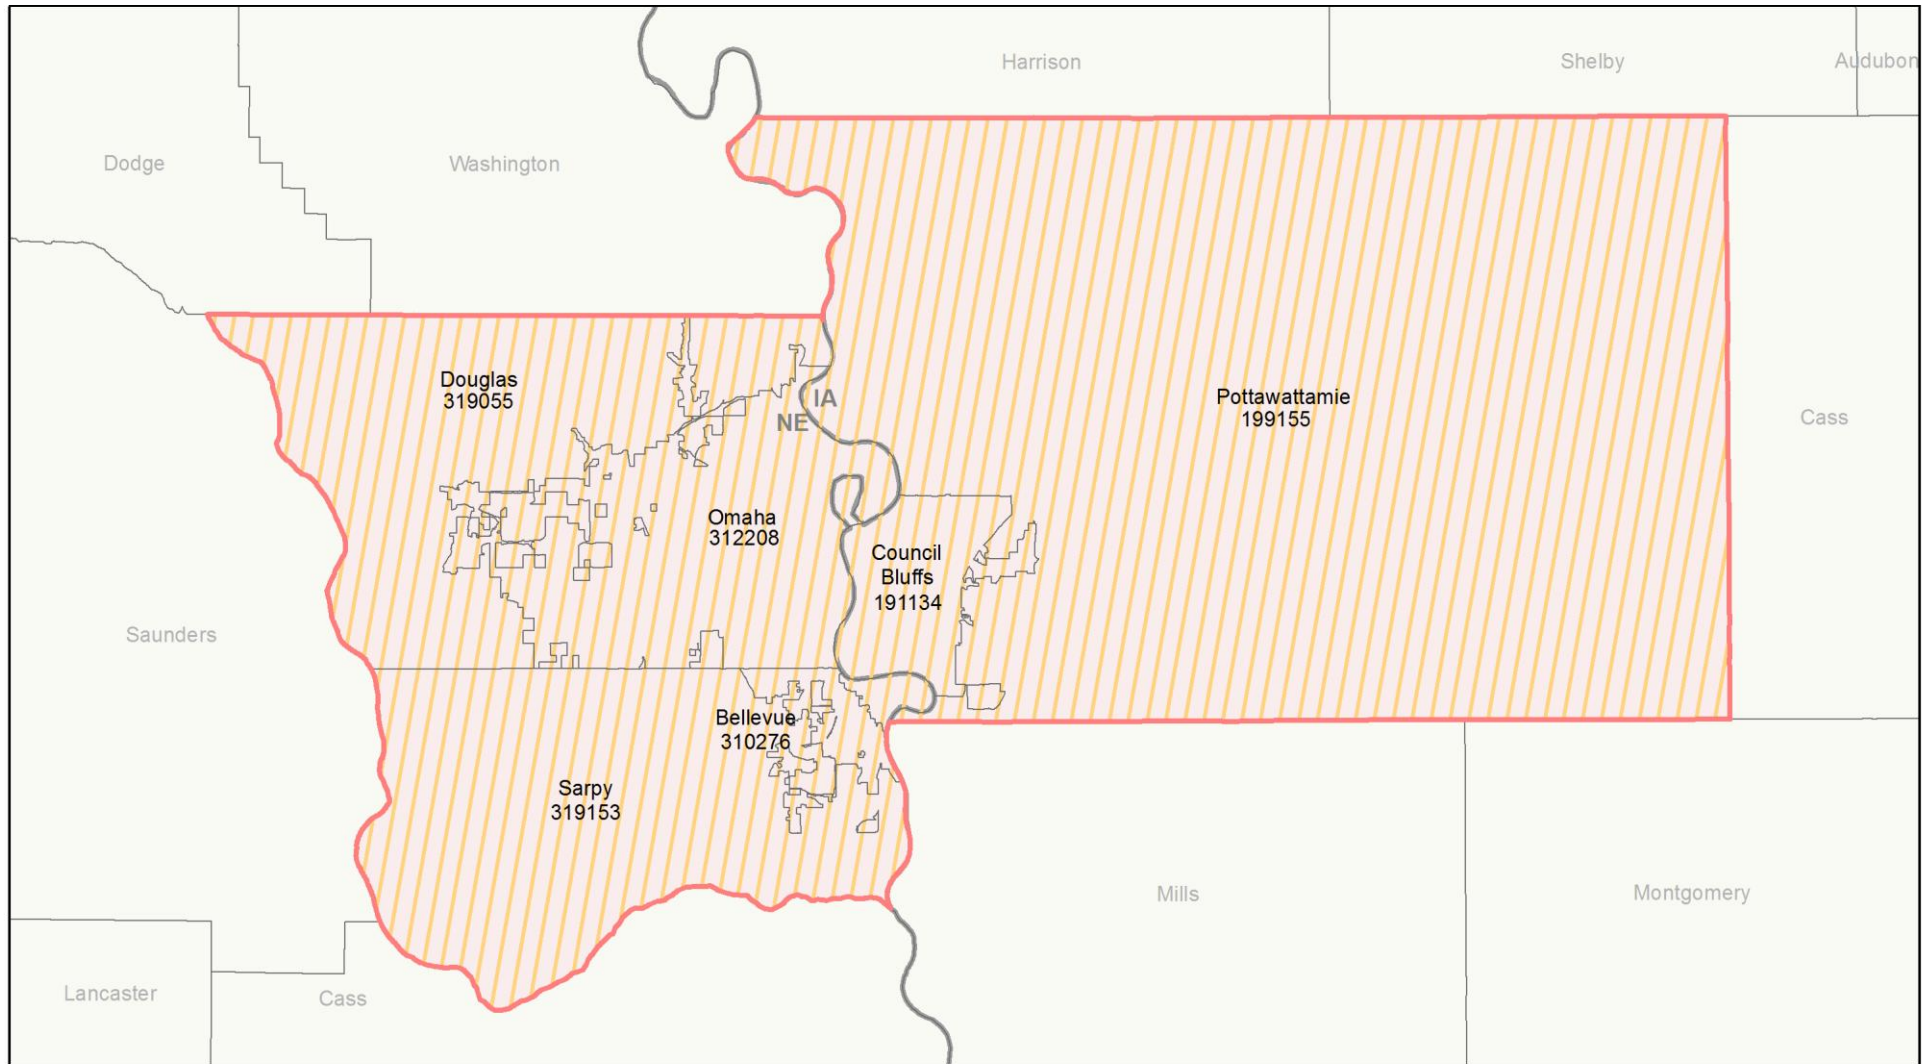 Harrison
Shelby
Audubon
Dodge
Washington
Douglas
319055
IA
NE
Pottawattamie
199155
Cass
Omaha
312208
Council
Bluffs
191134
Saunders
Bellevue
310276
Sarpy
319153
Mills
Montgomery
Lancaster
Cass